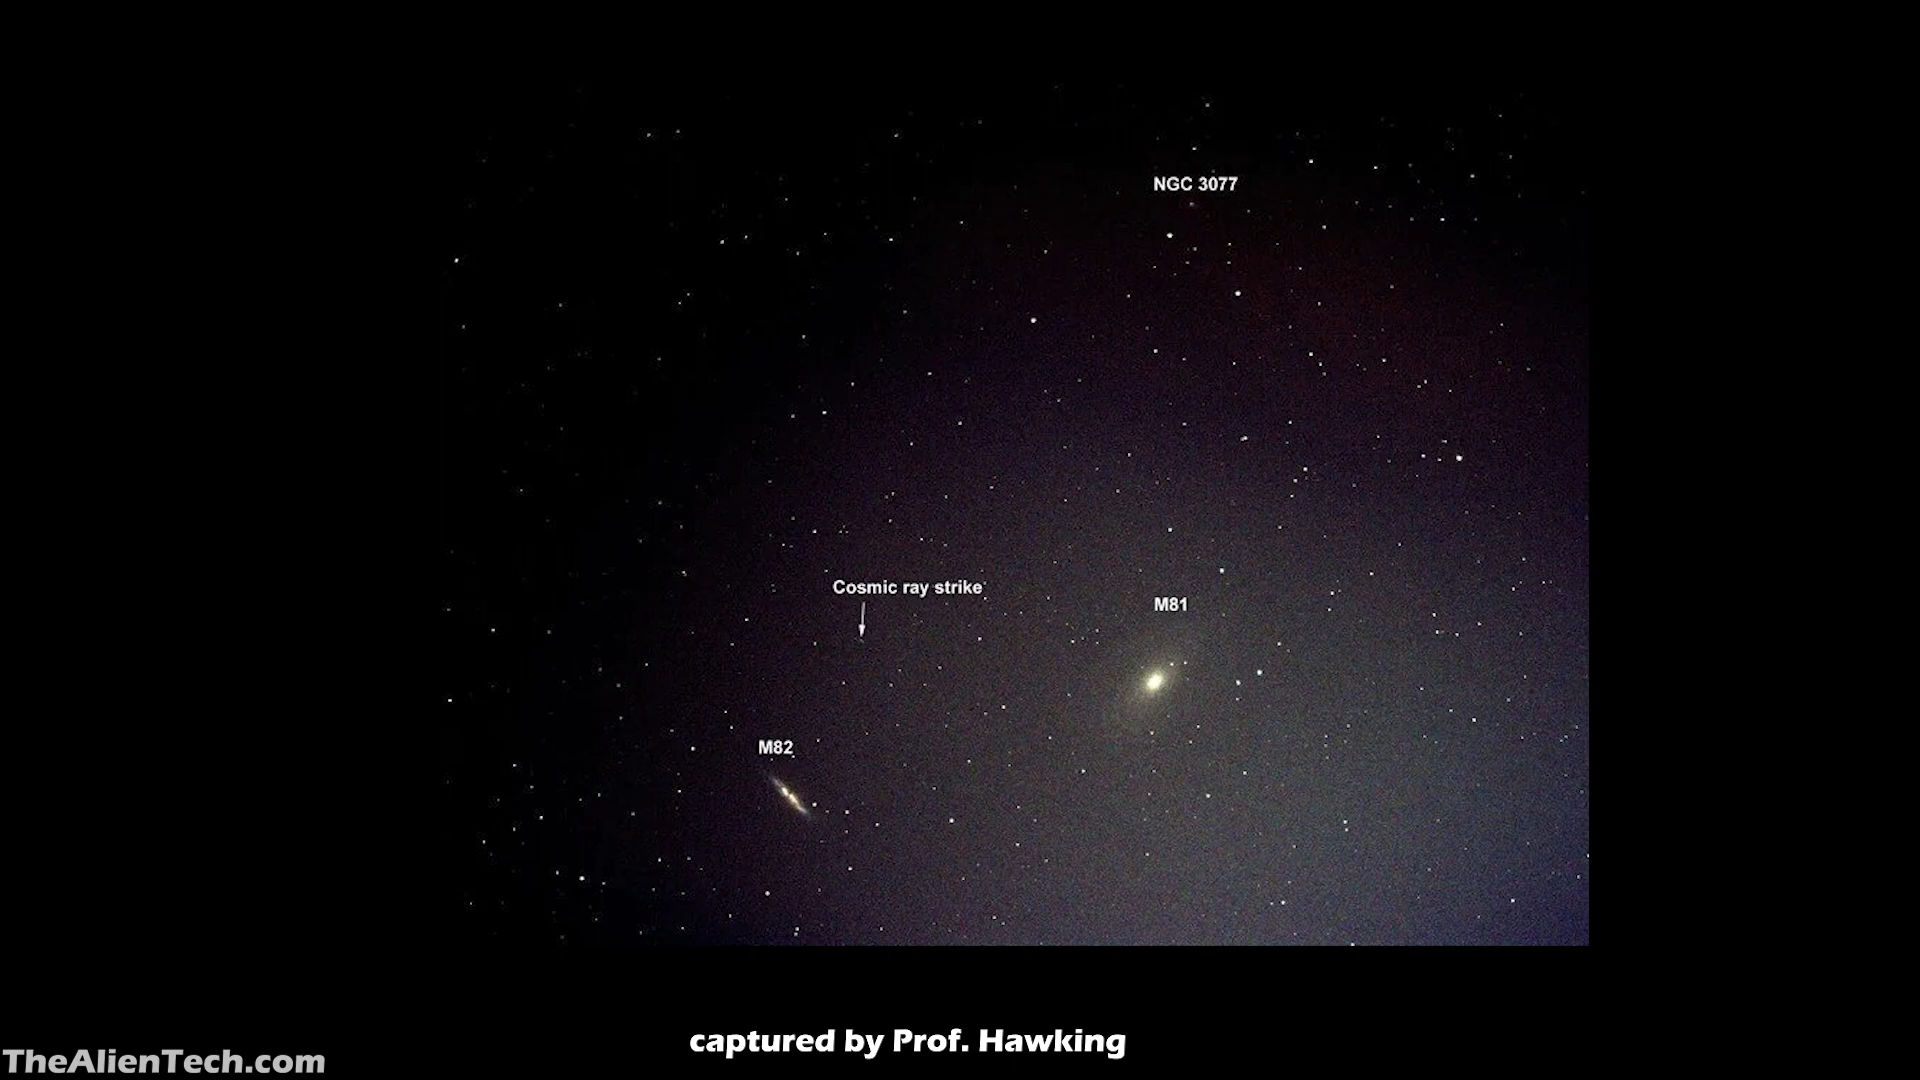 NGC 3077
Cosmic ray strike
M81
M82
captured by Prof. Hawking
TheAlienTech.com